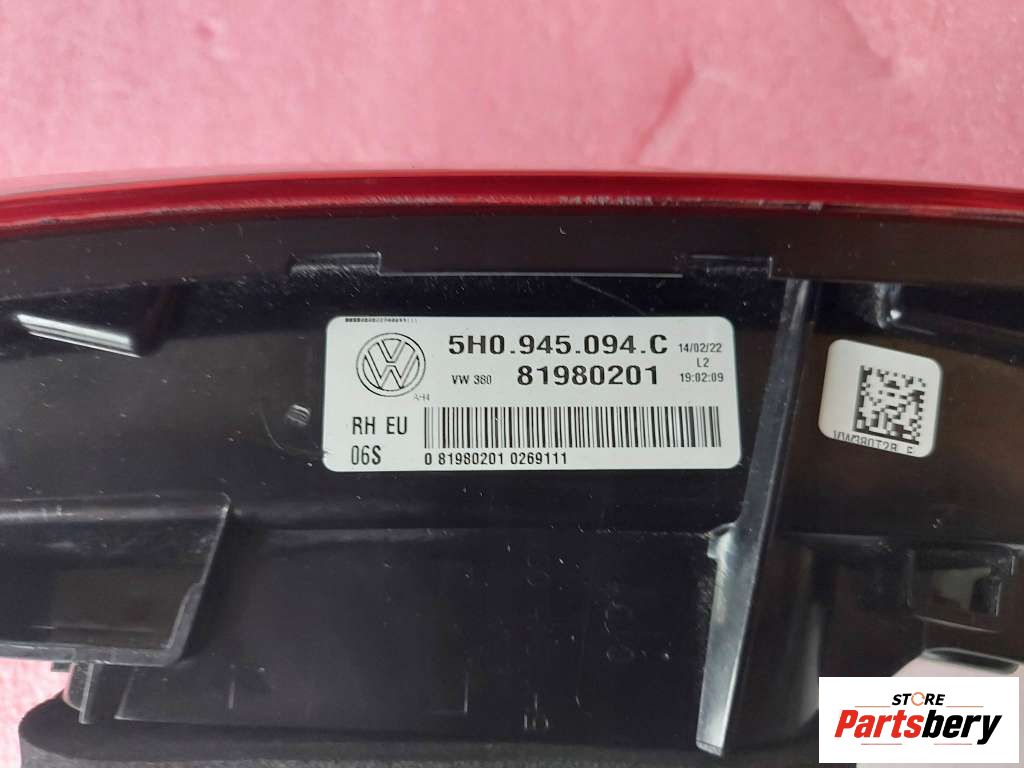 5H0.945.094.C 14/02/22
L2
VW 380 81980201 19:02:09
AH4
RH EU
06S 0 81980201 0269111
STORE
Partsbery